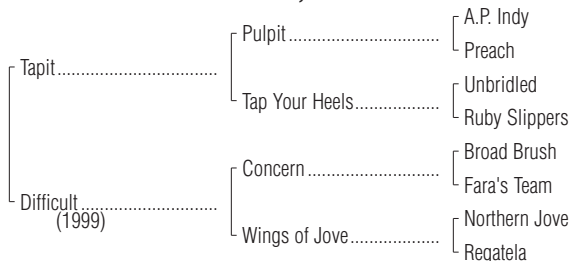 A.P. Indy
Pulpit
Preach
Tapit
Unbridled
Tap Your Heels
Ruby Slippers
Broad Brush
Concern
Fara's Team
Difficult
(1999)
Northern Jove
Wings of Jove
Regatela